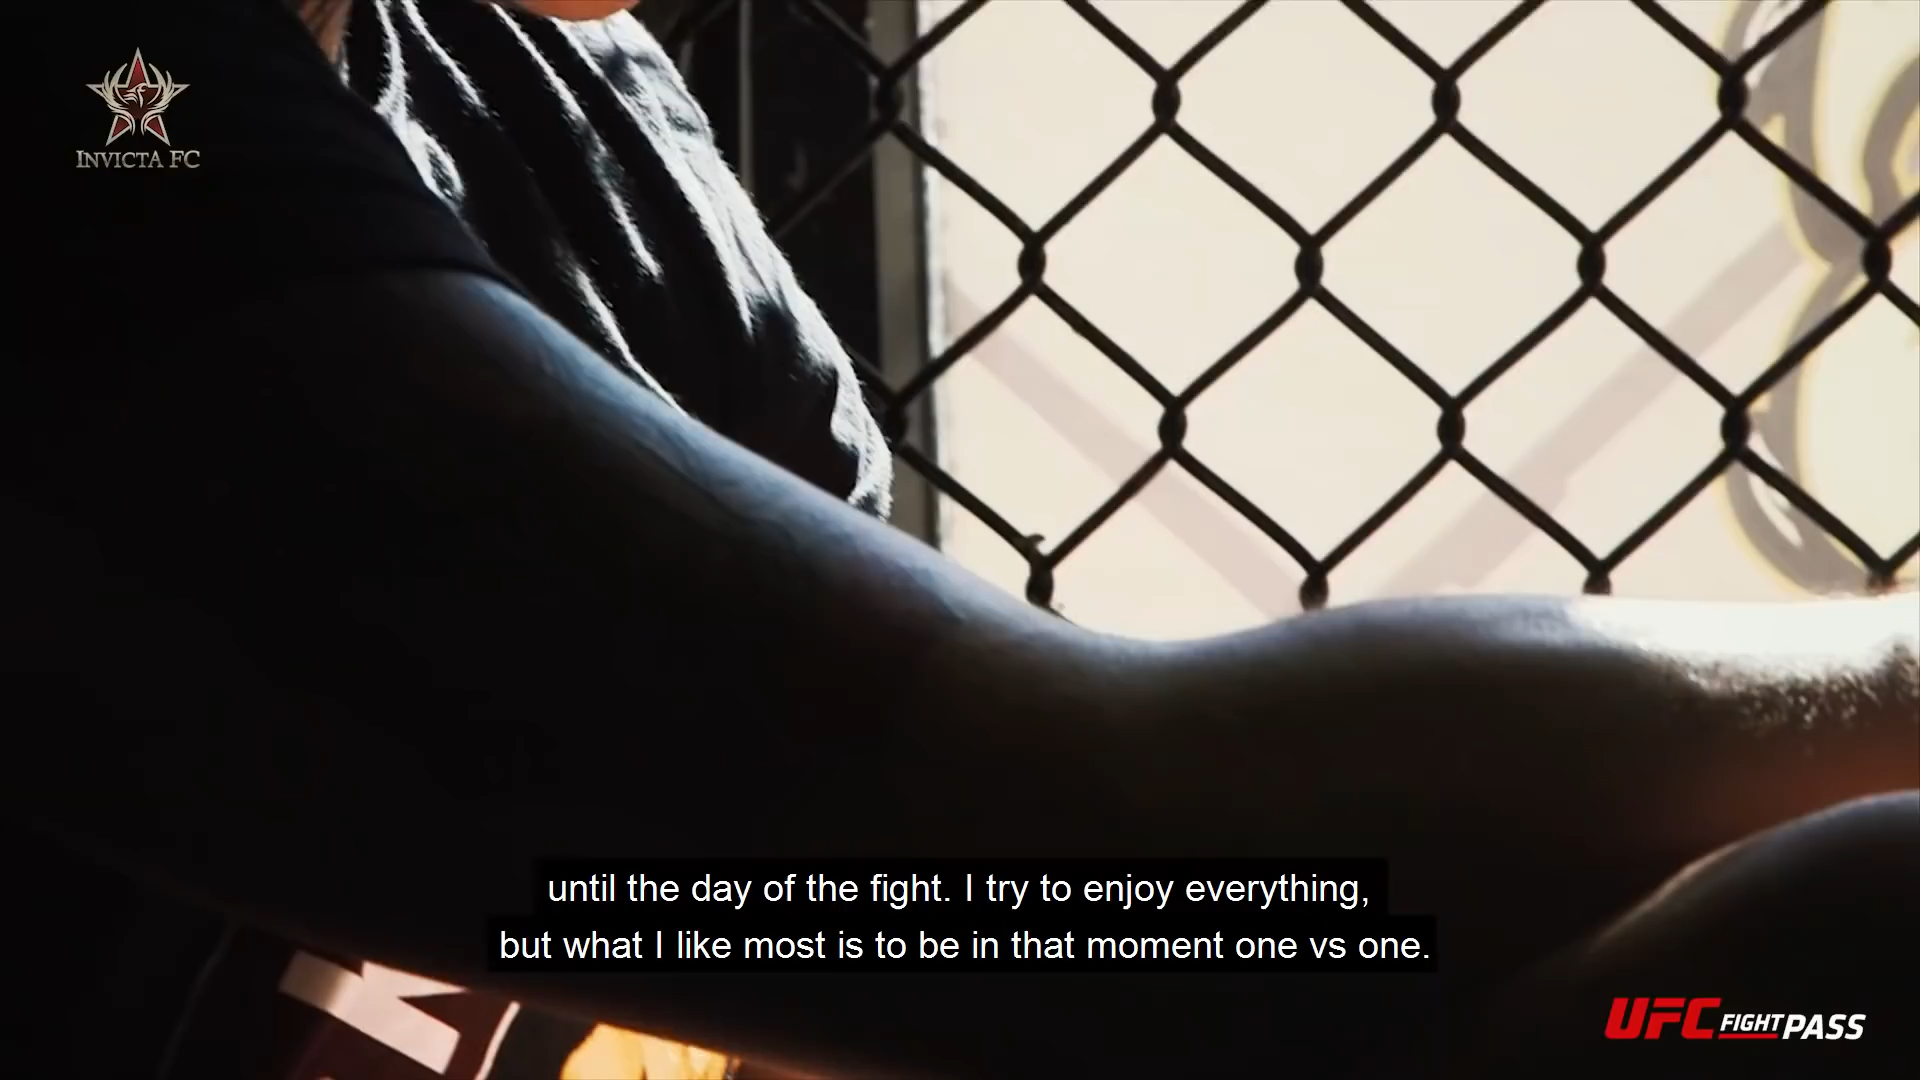 INVICTA FC
until the day of the fight. I try to enjoy everything,
but what I like most is to be in that moment one vs one.
UFC FIGHT PASS